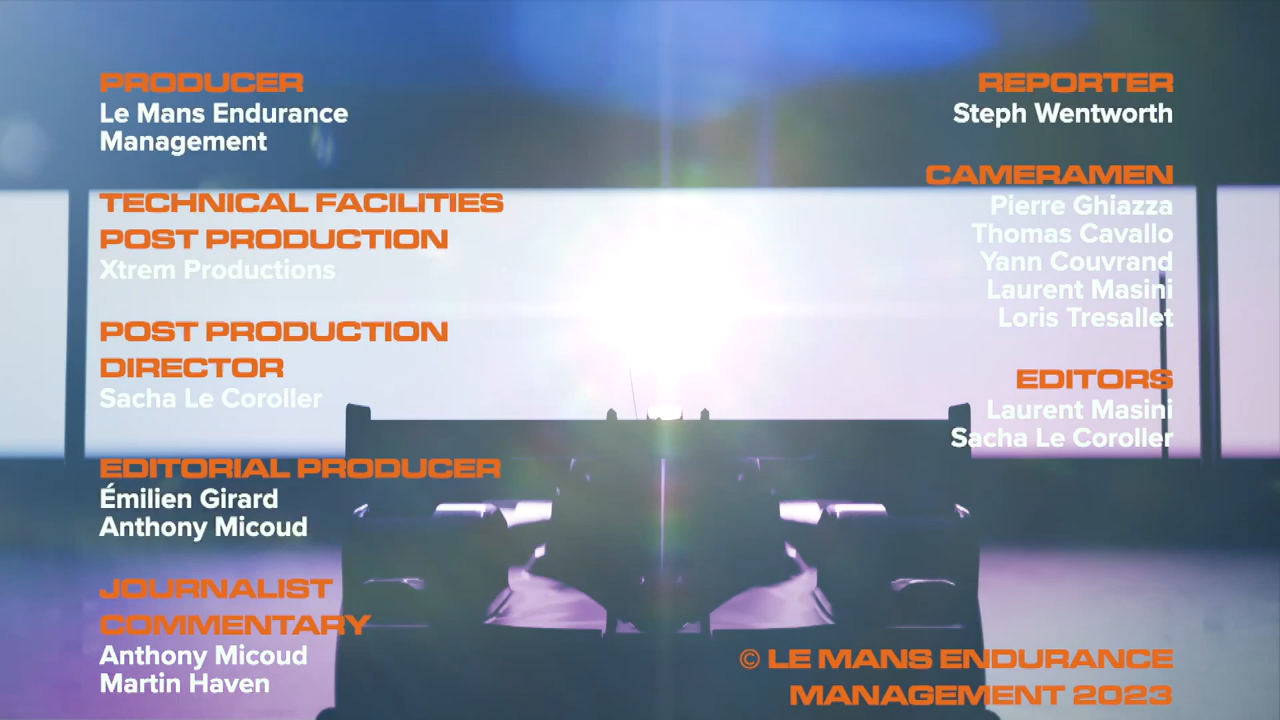 PRODUCER
Le Mans Endurance
Management
TECHNICAL FACILITIES
POST PRODUCTION
Xtrem Productions
POST PRODUCTION
DIRECTOR
Sacha Le Coroller
EDITORIAL PRODUCER
Émilien Girard
Anthony Micoud
JOURNALIST
COMMENTARY
Anthony Micoud
Martin Haven
REPORTER
Steph Wentworth
CAMERAMEN
Pierre Ghiazza
Thomas Cavallo
Yann Couvrand
Laurent Masini
Loris Tresallet
EDITORS
Laurent Masini
Sacha Le Coroller
© LE MANS ENDURANCE
MANAGEMENT 2023